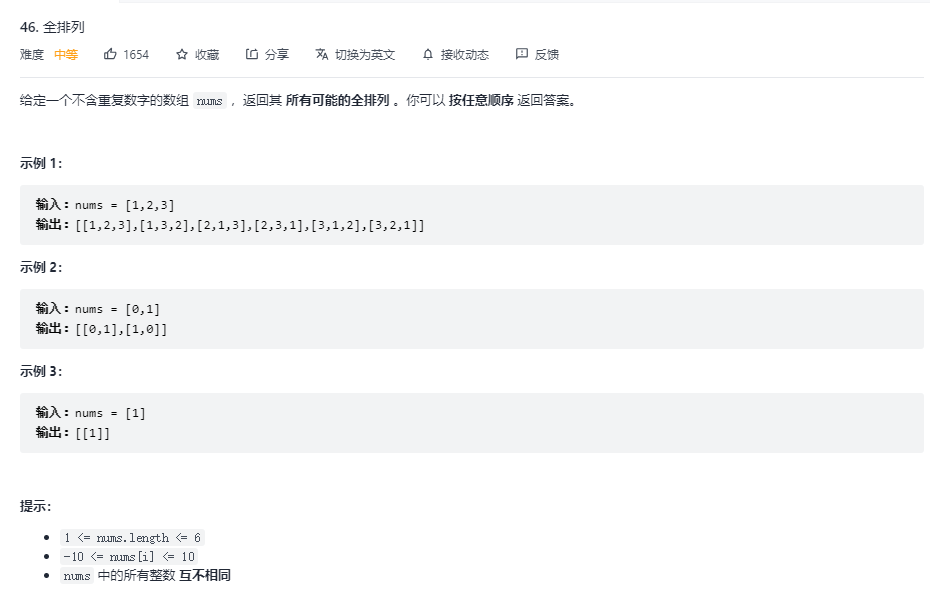 46. 全排列
难度 中等 1654 收藏 分享 切换为英文 接收动态 反馈
给定一个不含重复数字的数组 nums ，返回其 所有可能的全排列 。你可以 按任意顺序 返回答案。
示例 1：
输入：nums = [1,2,3]
输出：[[1,2,3],[1,3,2],[2,1,3],[2,3,1],[3,1,2],[3,2,1]]
示例 2：
输入：nums = [0,1]
输出：[[0,1],[1,0]]
示例 3：
输入：nums = [1]
输出：[[1]]
提示：
1 <= nums.length <= 6
-10 <= nums[i] <= 10
nums 中的所有整数 互不相同